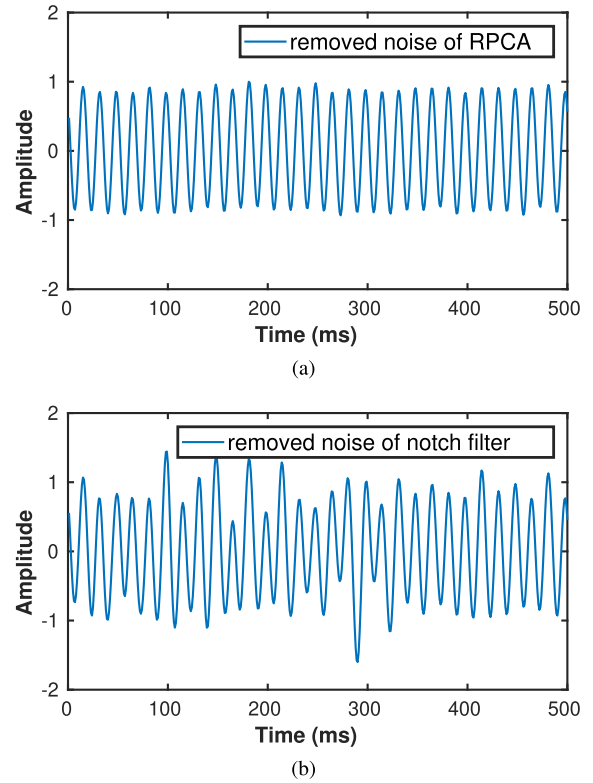 2
removed noise of RPCA
1
0
-1
-2
Amplitude
0 100 200 300 400 500
Time (ms)
(a)
2
removed noise of notch filter
1
0
-1
-2
Amplitude
0 100 200 300 400 500
Time (ms)
(b)